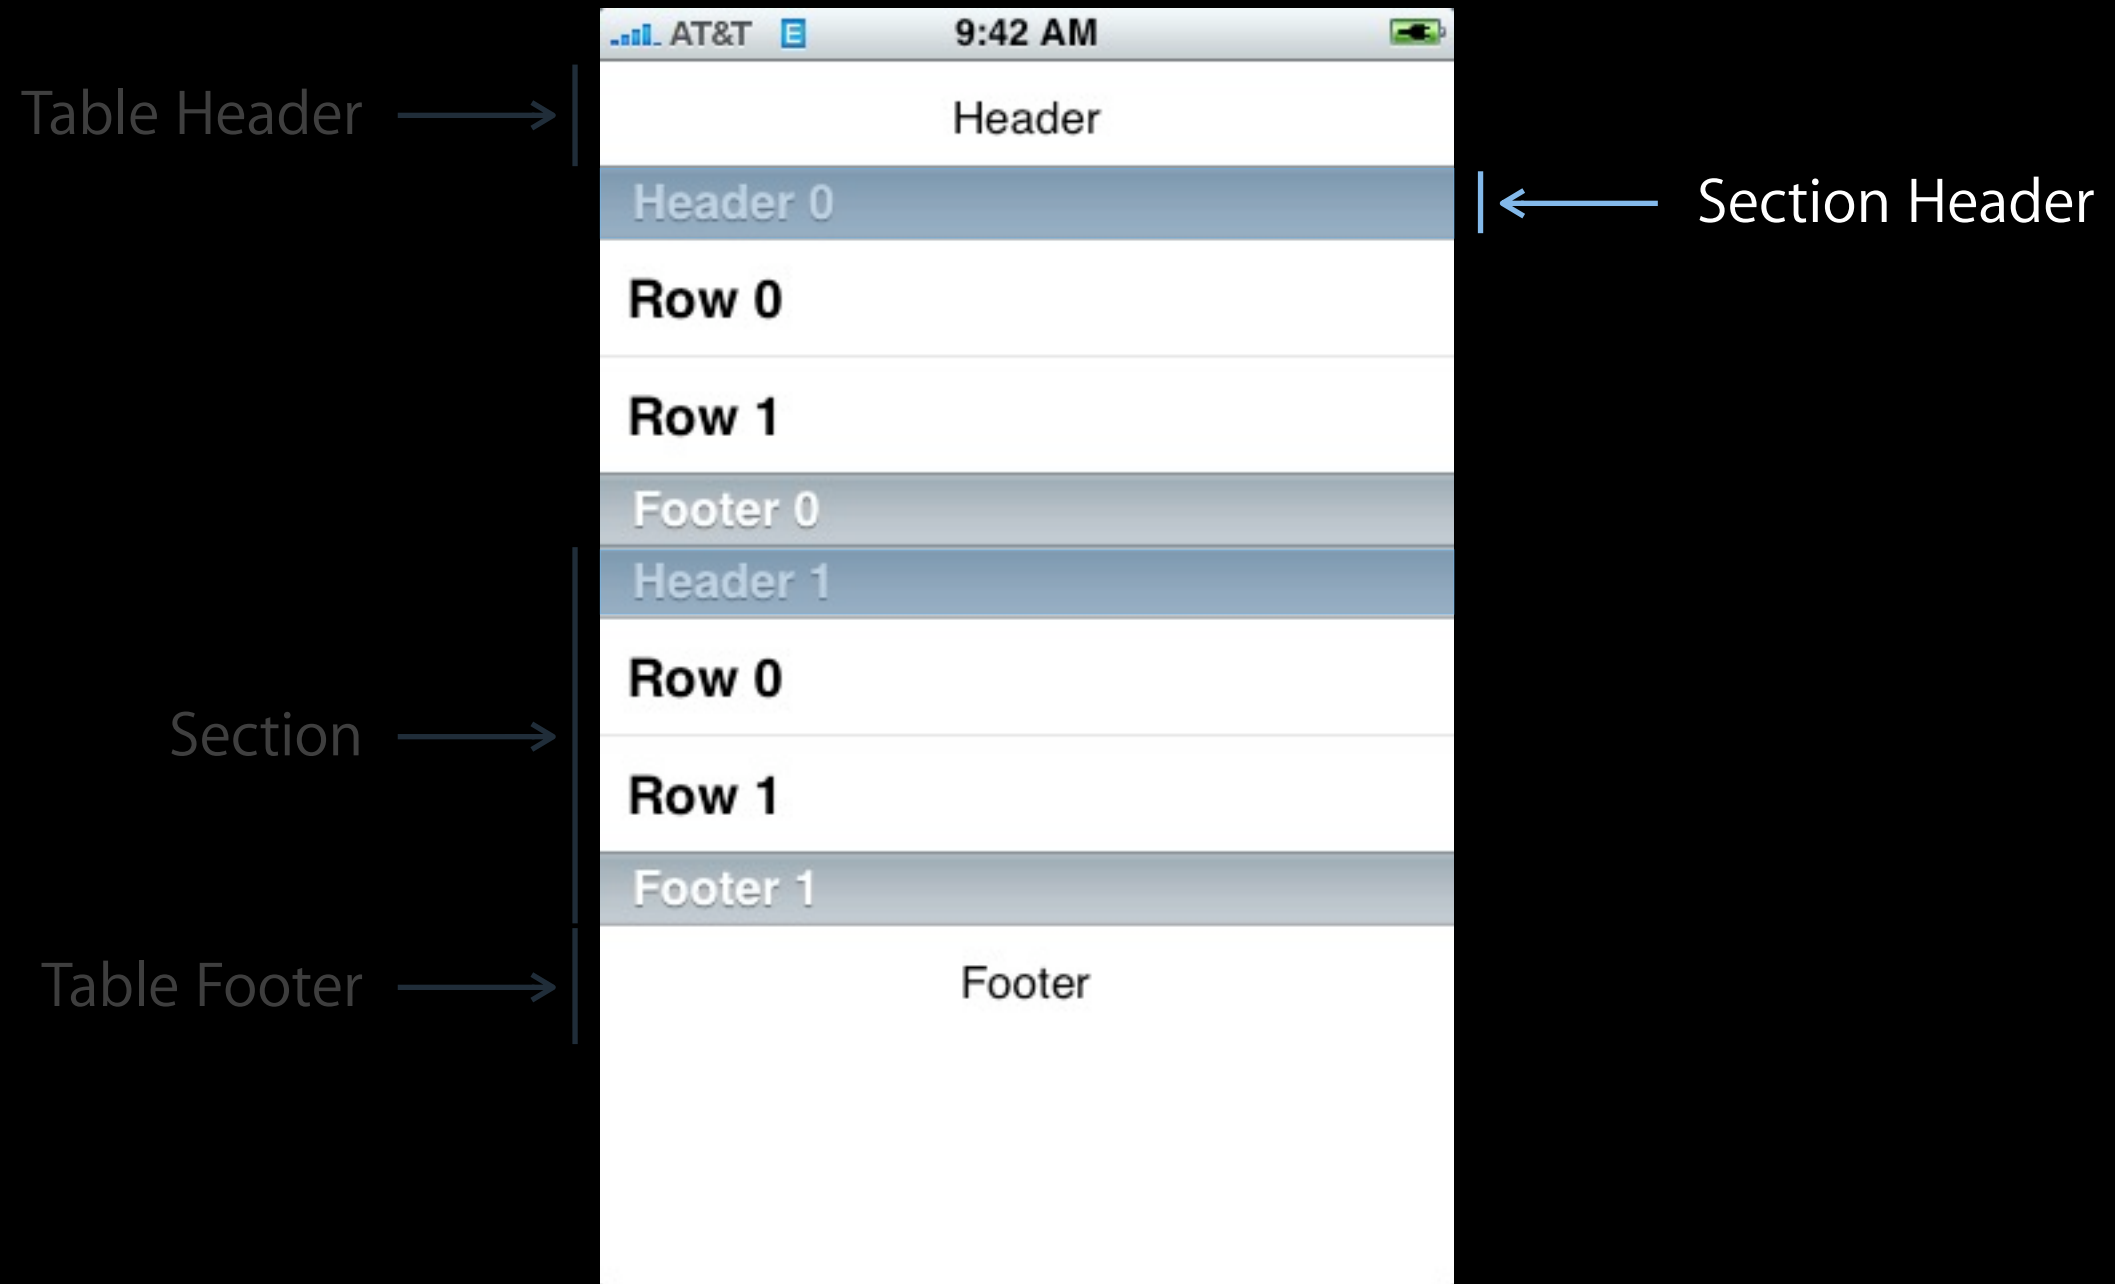 AT&T E 9:42 AM
Table Header
Header
Header 0
Section Header
Row 0
Row 1
Footer 0
Header 1
Row 0
Section
Row 1
Footer 1
Table Footer
Footer